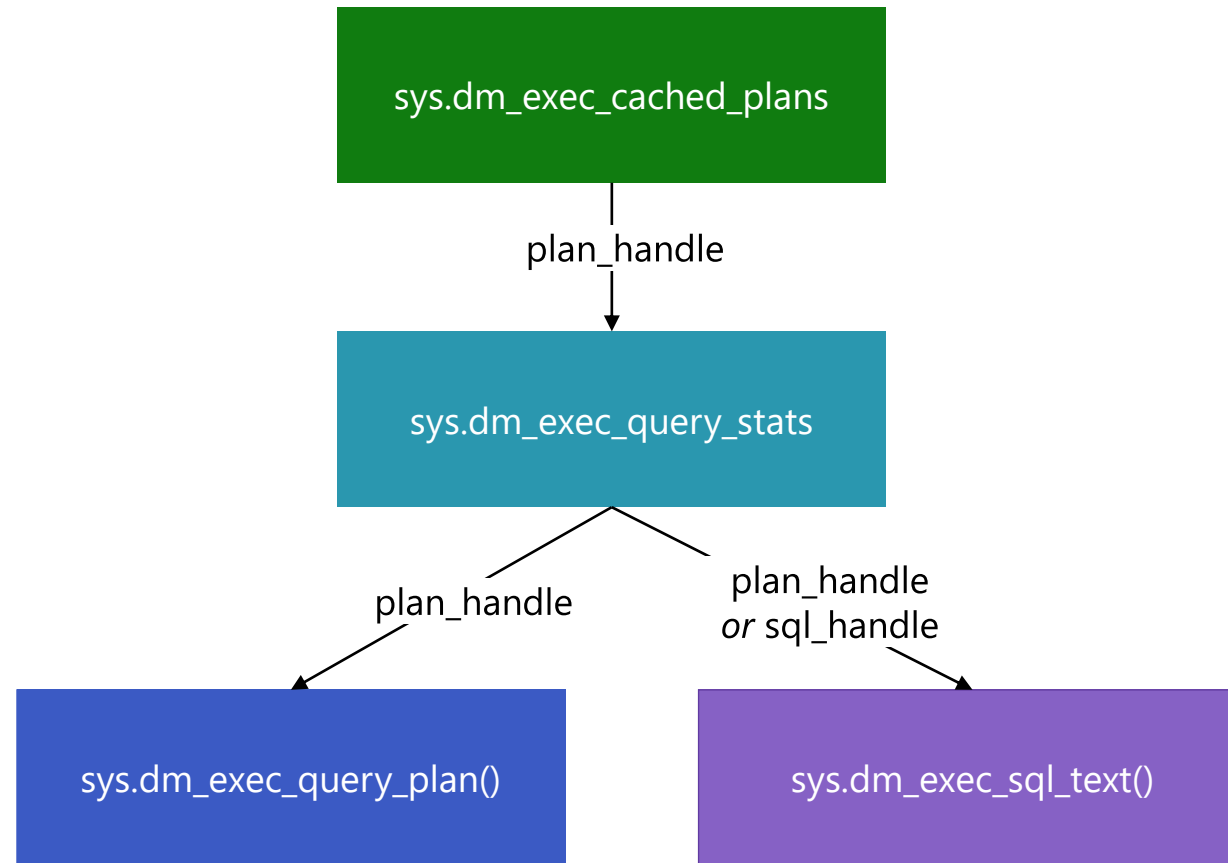 sys.dm_exec_cached_plans
plan_handle
sys.dm_exec_query_stats
plan_handle
plan_handle
or sql_handle
sys.dm_exec_query_plan()
sys.dm_exec_sql_text()